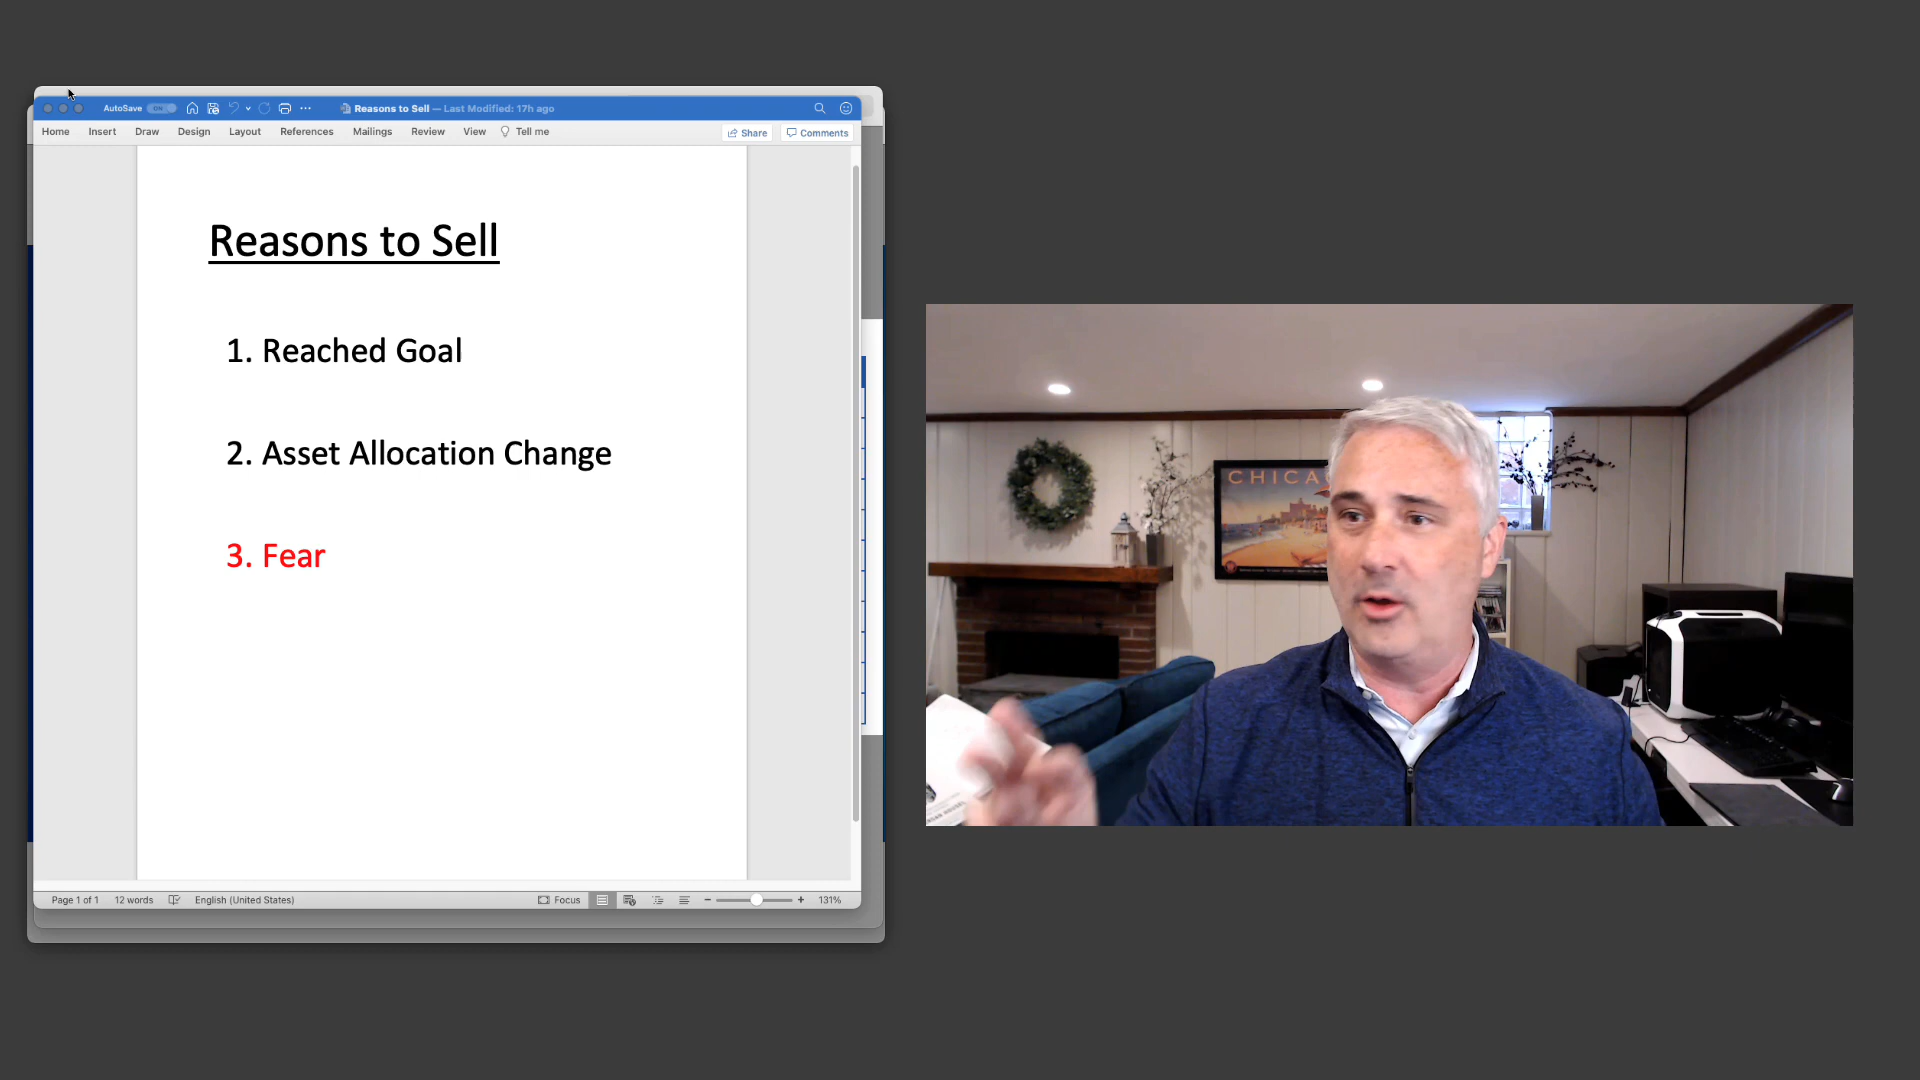 AutoSave ON
Reasons to Sell — Last Modified: 17h ago
Home Insert Draw Design Layout References Mailings Review View Tell me
Share Comments
Reasons to Sell
1. Reached Goal
2. Asset Allocation Change
3. Fear
CHICA
Page 1 of 1 12 words English (United States) Focus 131%